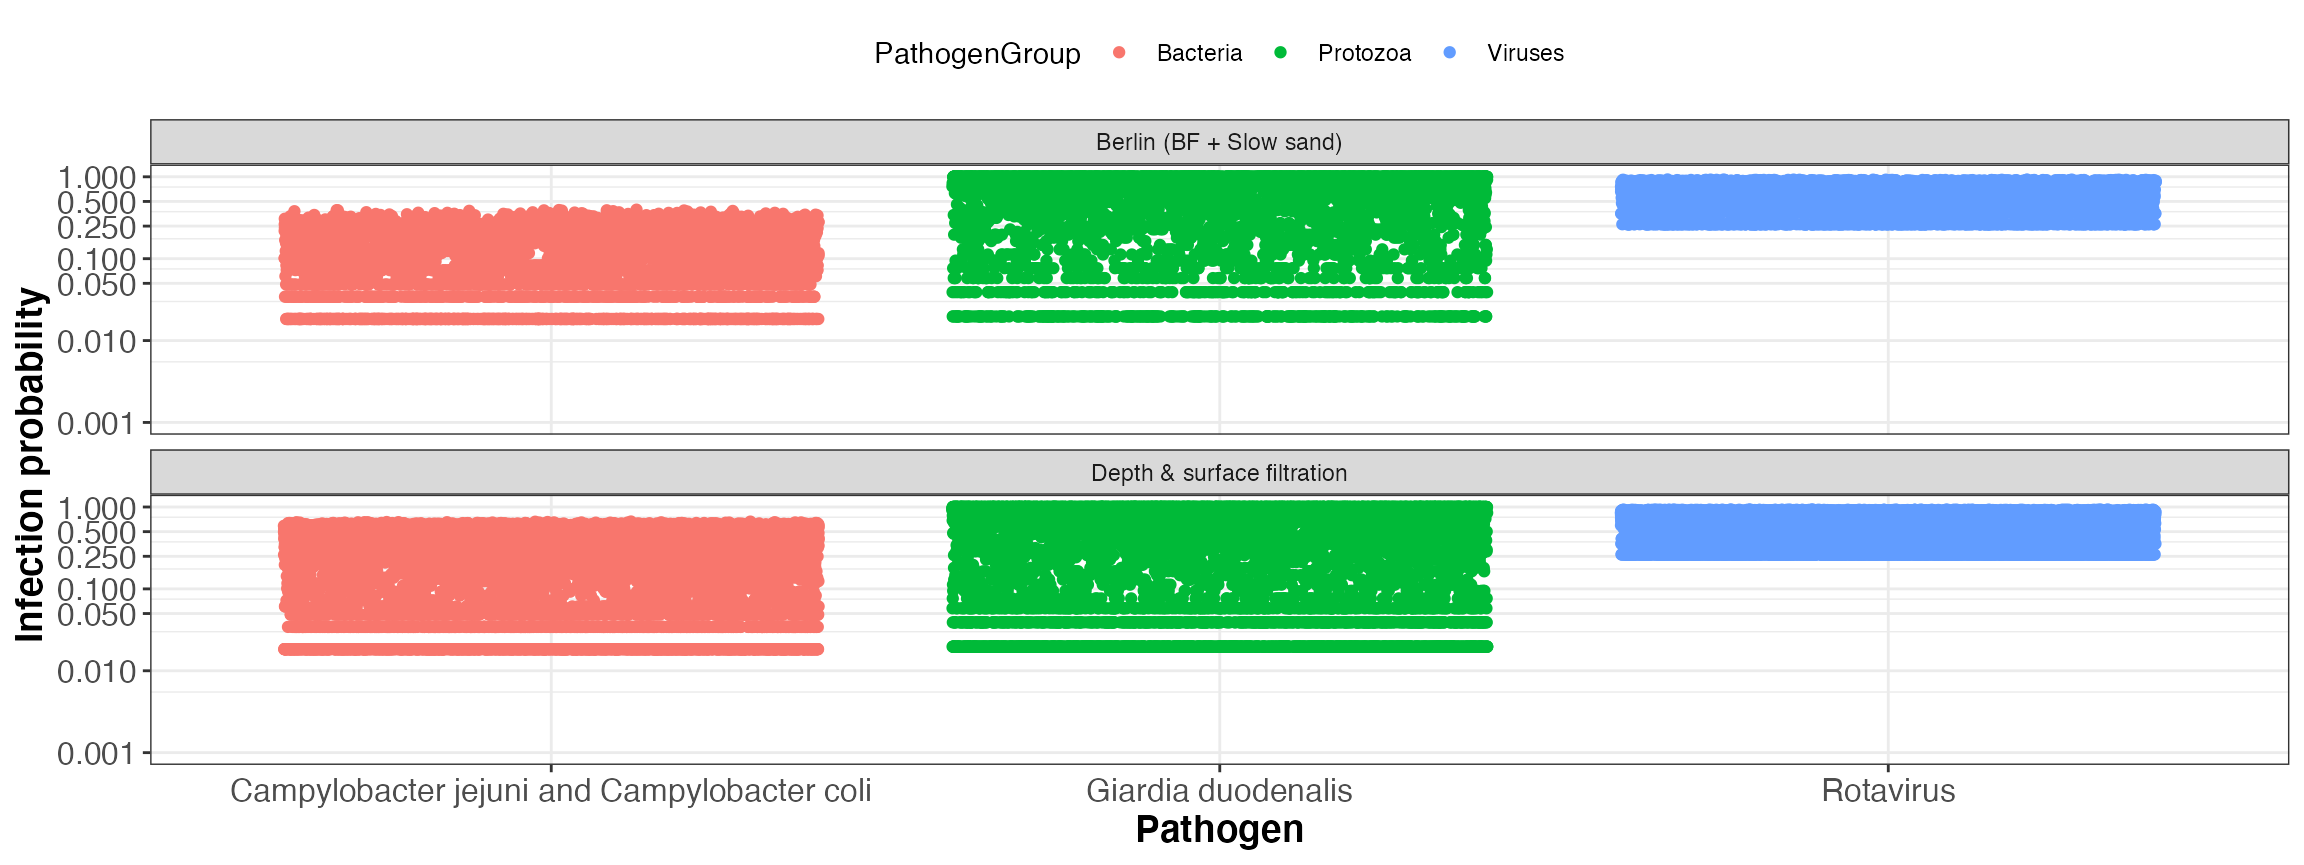 PathogenGroup Bacteria Protozoa Viruses
Berlin (BF + Slow sand)
1.000
0.500
0.250
0.100
0.050
0.010
0.001
Infection probability
Depth & surface filtration
1.000
0.500
0.250
0.100
0.050
0.010
0.001
Campylobacter jejuni and Campylobacter coli Giardia duodenalis Rotavirus
Pathogen